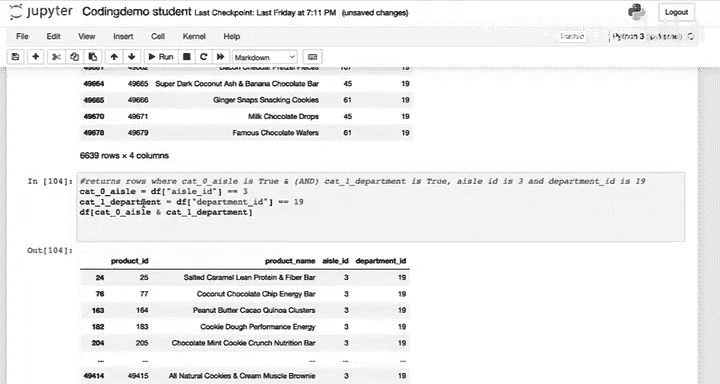 jupyter Codingdemo student Last Checkpoint: Last Friday at 7:11 PM (unsaved changes)
Logout
File Edit View Insert Cell Kernel Help
Trusted Python 3
Run Markdown
49664 49665 Super Dark Coconut Ash & Banana Chocolate Bar 45 19
49665 49666 Ginger Snaps Snacking Cookies 61 19
49670 49671 Milk Chocolate Drops 45 19
49678 49679 Famous Chocolate Wafers 61 19
6639 rows × 4 columns
In [104]: #returns rows where cat_0_aisle is True & (AND) cat_1_department is True, aisle id is 3 and department_id is 19
cat_0_aisle = df["aisle_id"] == 3
cat_1_department = df["department_id"] == 19
df[cat_0_aisle & cat_1_department]
Out[104]:
product_id product_name aisle_id department_id
24 25 Salted Caramel Lean Protein & Fiber Bar 3 19
76 77 Coconut Chocolate Chip Energy Bar 3 19
163 164 Peanut Butter Cacao Quinoa Clusters 3 19
182 183 Cookie Dough Performance Energy 3 19
204 205 Chocolate Mint Cookie Crunch Nutrition Bar 3 19
... ... ... ... ...
49414 49415 All Natural Cookies & Cream Muscle Brownie 3 19